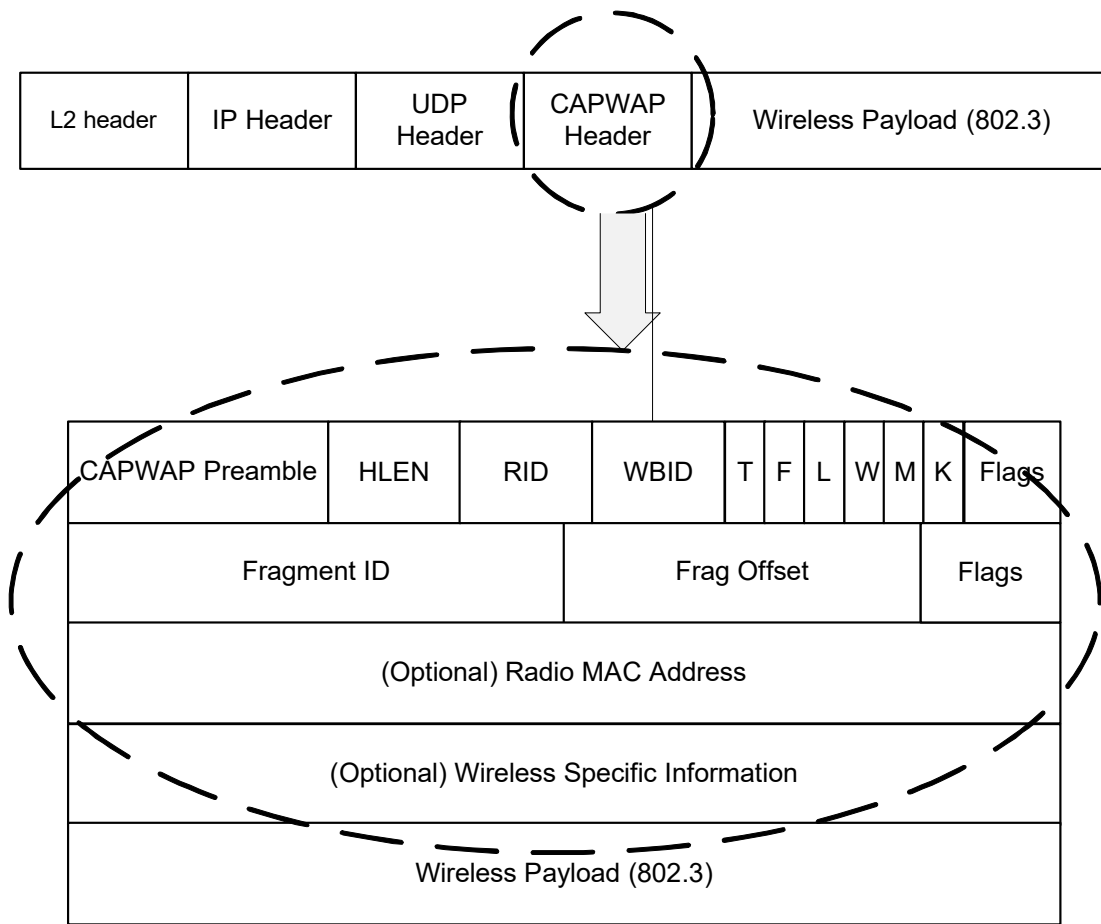 L2 header
IP Header
UDP
Header
CAPWAP
Header
Wireless Payload (802.3)
CAPWAP Preamble
HLEN
RID
WBID
T
F
L
W
M
K
Flags
Fragment ID
Frag Offset
Flags
(Optional) Radio MAC Address
(Optional) Wireless Specific Information
Wireless Payload (802.3)